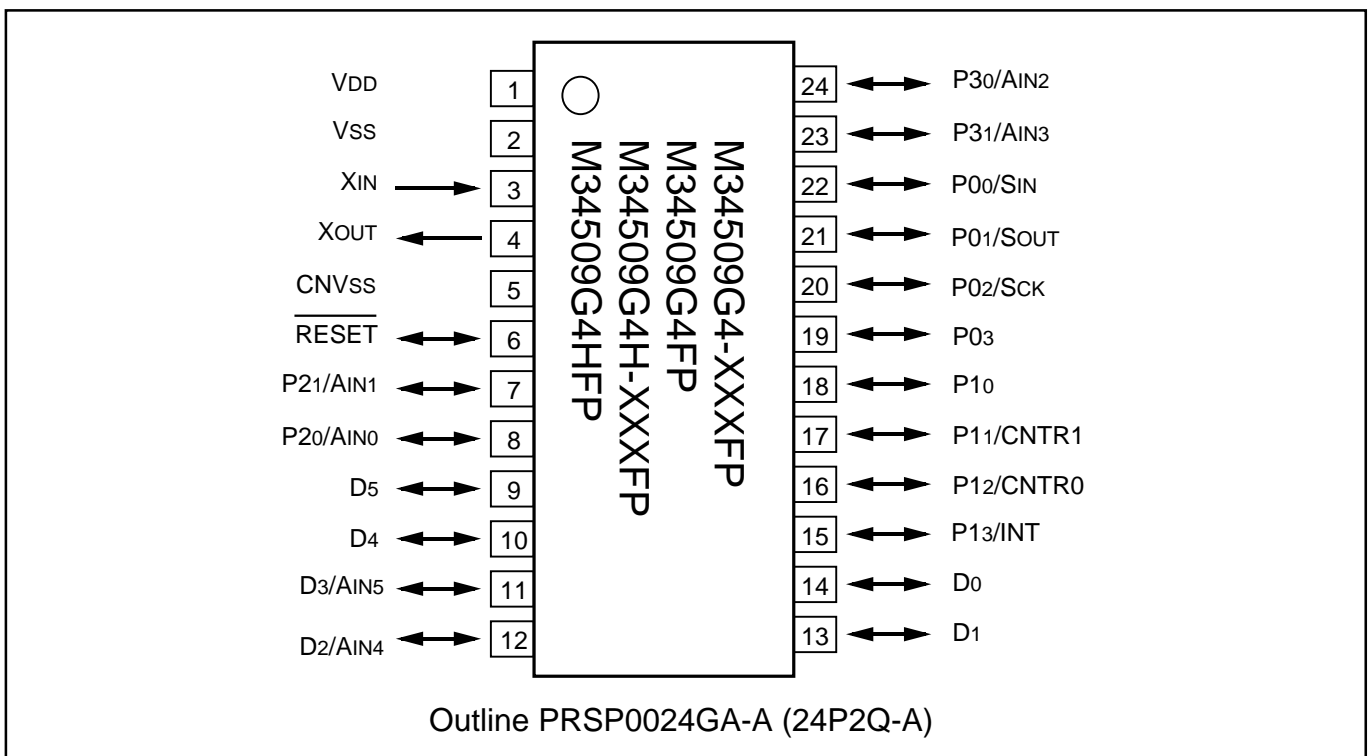 VDD
1
VSS
2
XIN
3
XOUT
4
CNVSS
5
RESET
6
P21/AIN1
7
P20/AIN0
8
D5
9
D4
10
D3/AIN5
11
D2/AIN4
12
M34509G4-XXXFP
M34509G4FP
M34509G4H-XXXFP
M34509G4HFP
24
P30/AIN2
23
P31/AIN3
22
P00/SIN
21
P01/SOUT
20
P02/SCK
19
P03
18
P10
17
P11/CNTR1
16
P12/CNTR0
15
P13/INT
14
D0
13
D1
Outline PRSP0024GA-A (24P2Q-A)